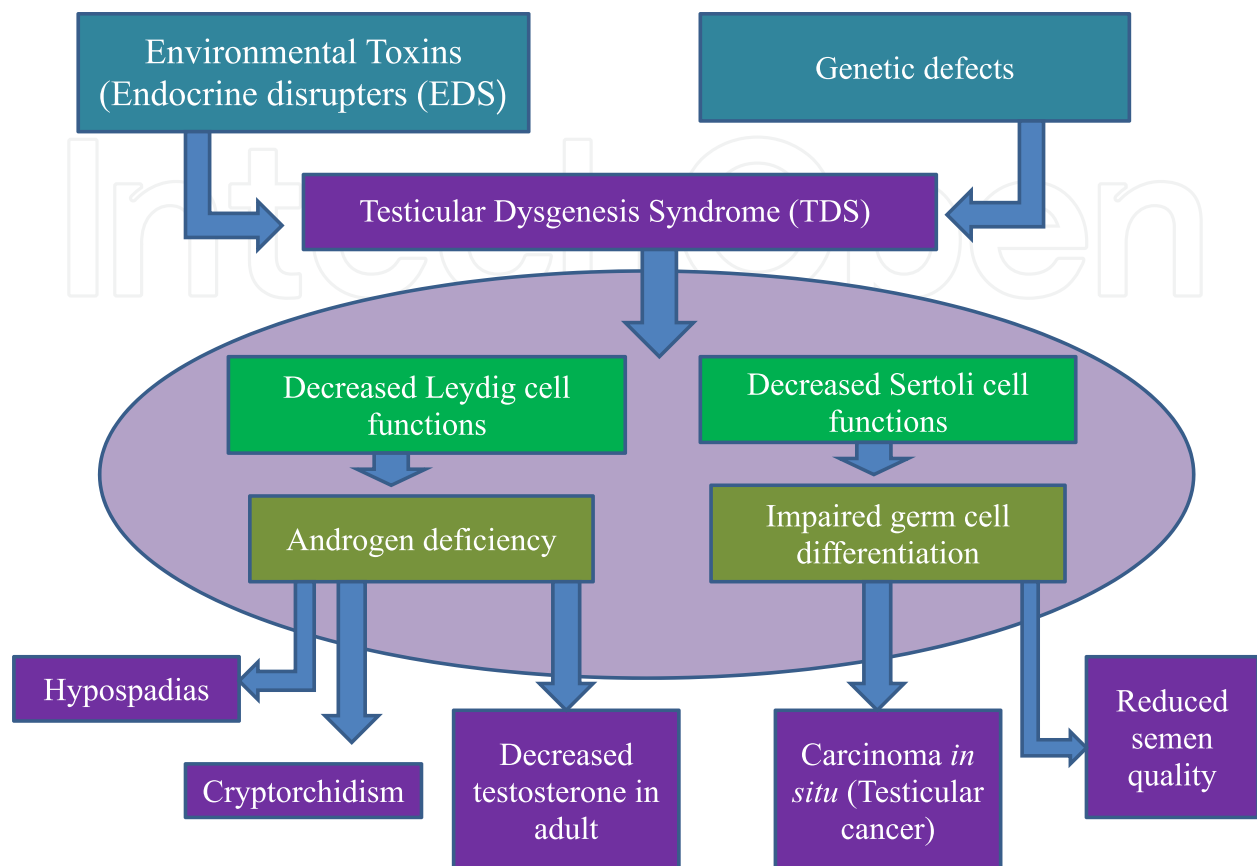 Environmental Toxins
(Endocrine disrupters (EDS)
Genetic defects
Intech Open
Testicular Dysgenesis Syndrome (TDS)
Decreased Leydig cell
functions
Decreased Sertoli cell
functions
Androgen deficiency
Impaired germ cell
differentiation
Hypospadias
Cryptorchidism
Decreased
testosterone in
adult
Carcinoma in
situ (Testicular
cancer)
Reduced
semen
quality